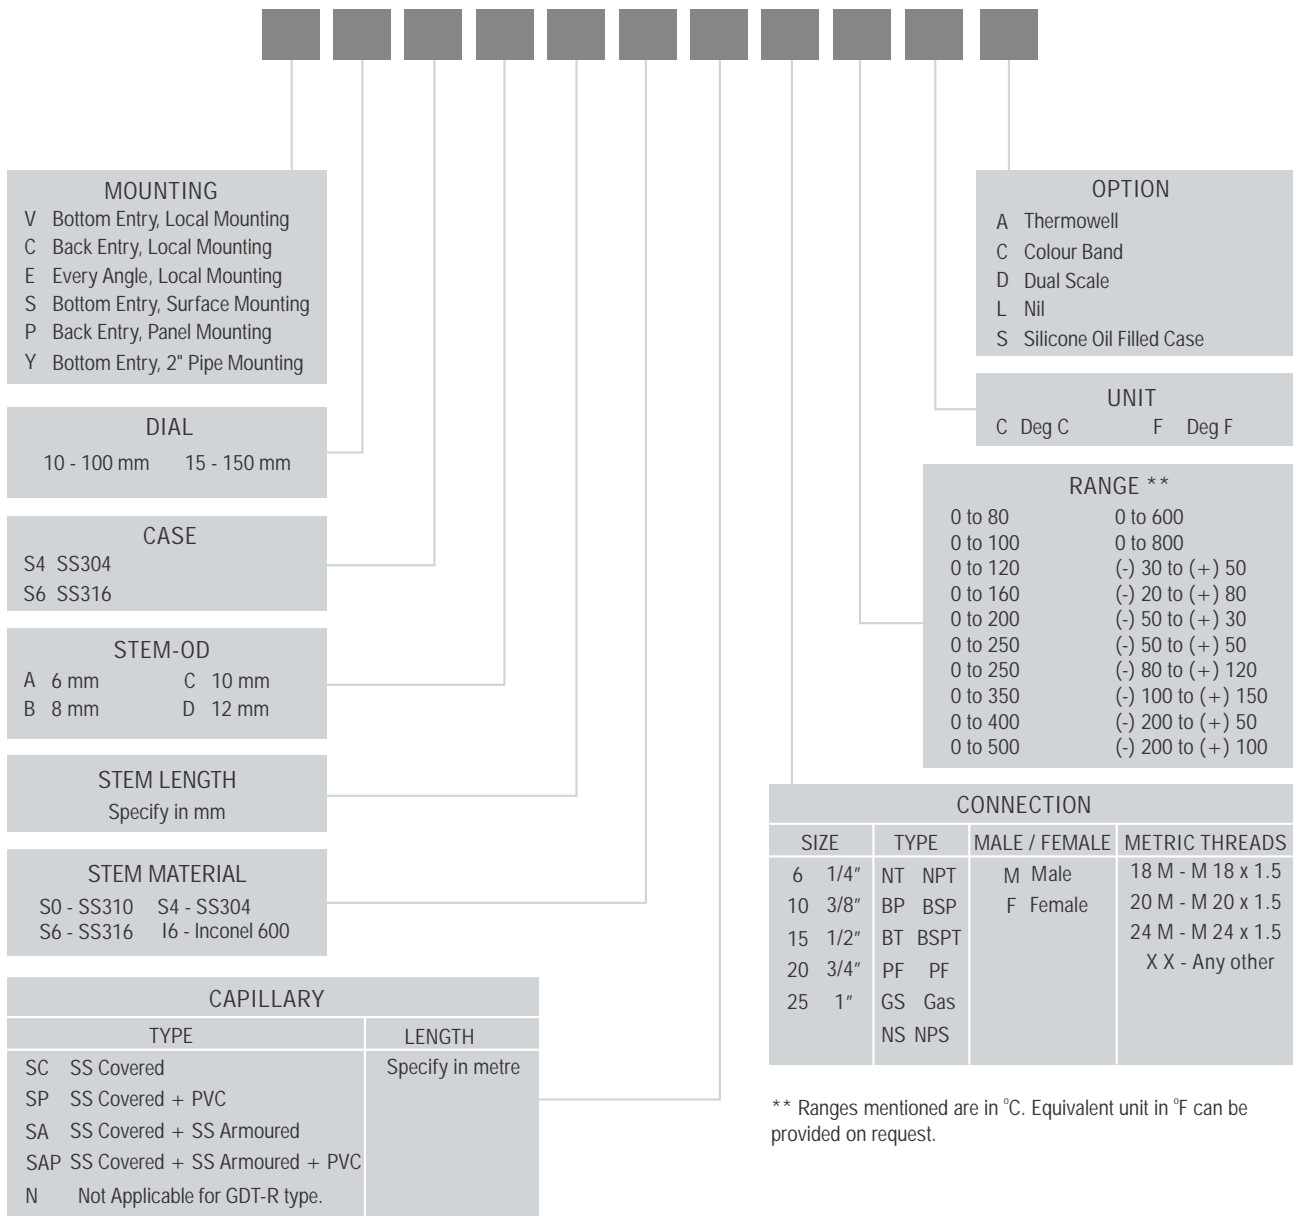 MOUNTING
V Bottom Entry, Local Mounting
C Back Entry, Local Mounting
E Every Angle, Local Mounting
S Bottom Entry, Surface Mounting
P Back Entry, Panel Mounting
Y Bottom Entry, 2" Pipe Mounting
DIAL
10 - 100 mm 15 - 150 mm
CASE
S4 SS304
S6 SS316
STEM-OD
A 6 mm C 10 mm
B 8 mm D 12 mm
STEM LENGTH
Specify in mm
STEM MATERIAL
S0 - SS310 S4 - SS304
S6 - SS316 I6 - Inconel 600
CAPILLARY
TYPE LENGTH
SC SS Covered Specify in metre
SP SS Covered + PVC
SA SS Covered + SS Armoured
SAP SS Covered + SS Armoured + PVC
N Not Applicable for GDT-R type.
OPTION
A Thermowell
C Colour Band
D Dual Scale
L Nil
S Silicone Oil Filled Case
UNIT
C Deg C F Deg F
RANGE **
0 to 80 0 to 600
0 to 100 0 to 800
0 to 120 (-) 30 to (+) 50
0 to 160 (-) 20 to (+) 80
0 to 200 (-) 50 to (+) 30
0 to 250 (-) 50 to (+) 50
0 to 250 (-) 80 to (+) 120
0 to 350 (-) 100 to (+) 150
0 to 400 (-) 200 to (+) 50
0 to 500 (-) 200 to (+) 100
CONNECTION
SIZE TYPE MALE / FEMALE METRIC THREADS
6 1/4" NT NPT M Male 18 M - M 18 x 1.5
10 3/8" BP BSP F Female 20 M - M 20 x 1.5
15 1/2" BT BSPT 24 M - M 24 x 1.5
20 3/4" PF PF X X - Any other
25 1" GS Gas
NS NPS
** Ranges mentioned are in °C. Equivalent unit in °F can be
provided on request.